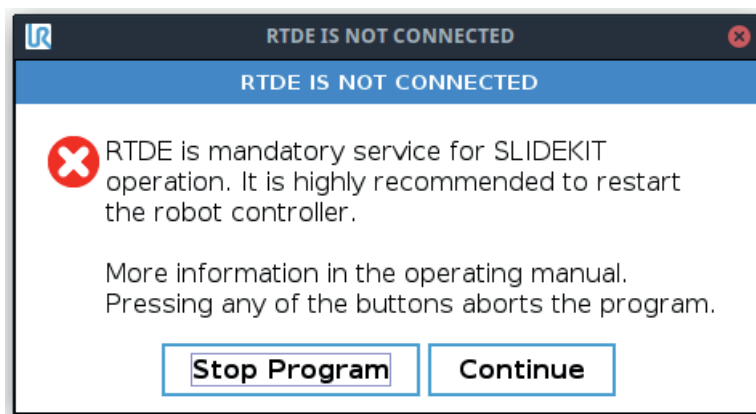 UR
RTDE IS NOT CONNECTED
RTDE IS NOT CONNECTED
RTDE is mandatory service for SLIDEKIT
operation. It is highly recommended to restart
the robot controller.
More information in the operating manual.
Pressing any of the buttons aborts the program.
Stop Program
Continue